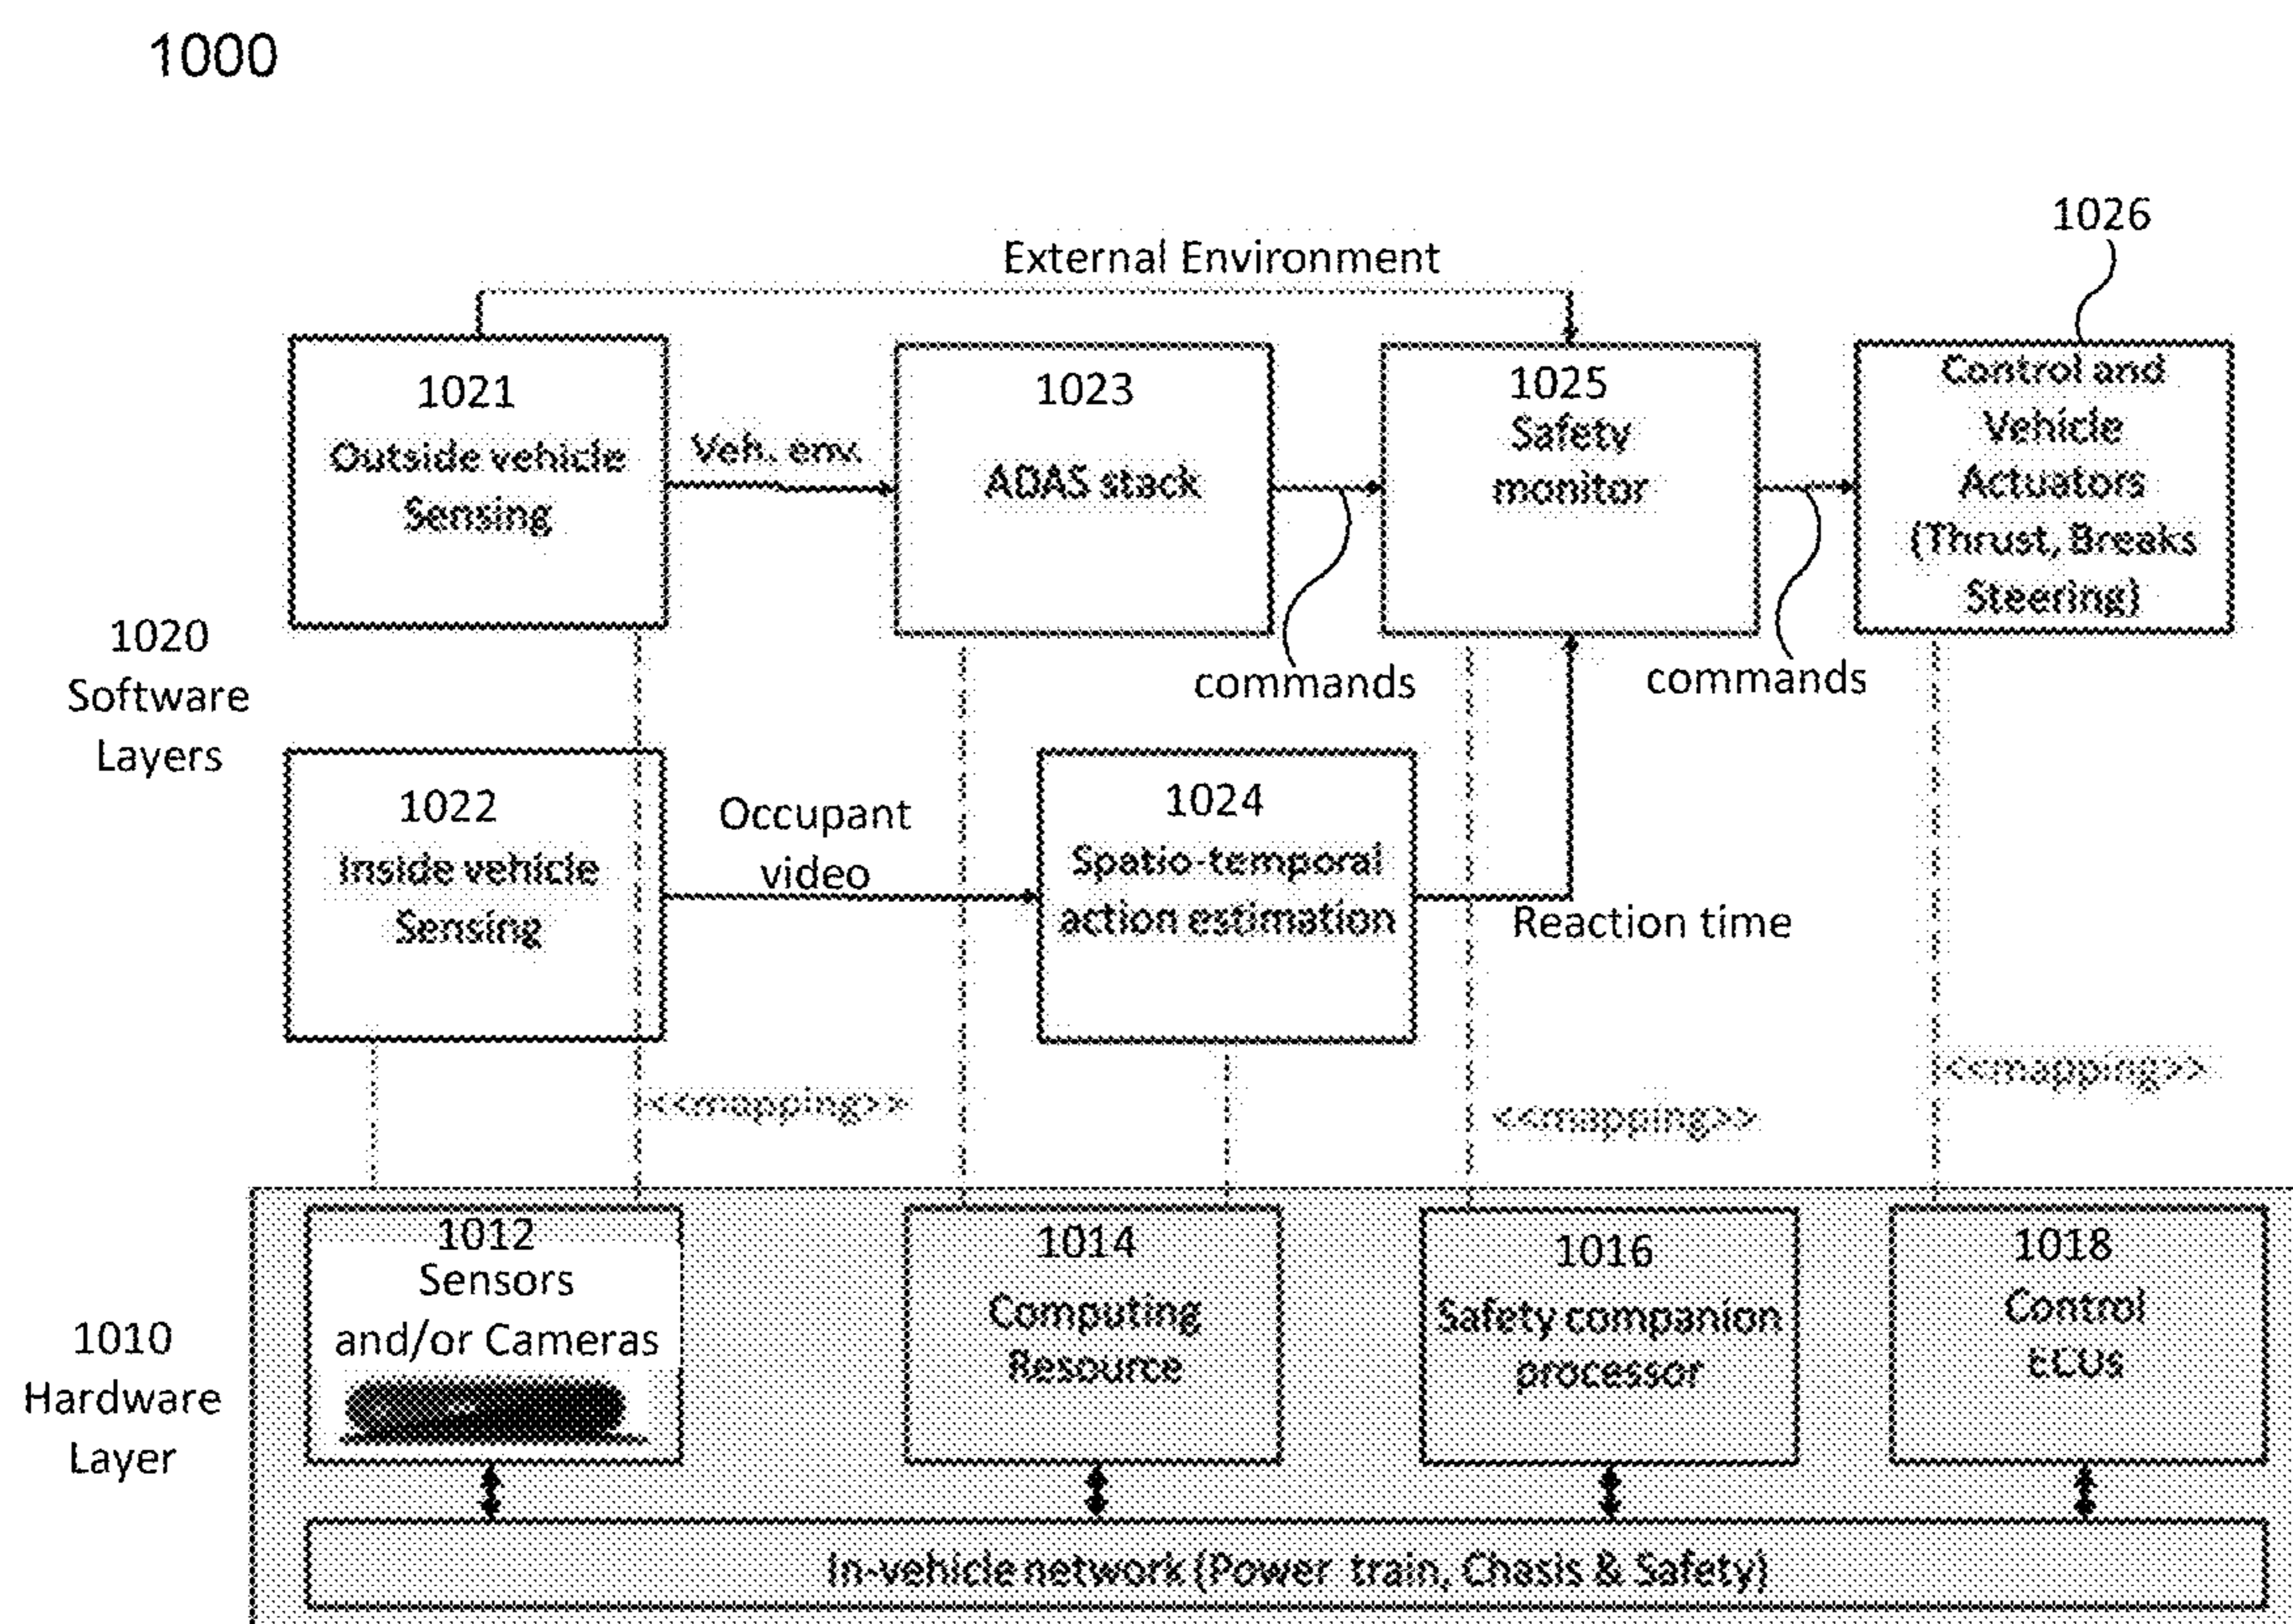 1000
1026
External Environment
1021
Outside vehicle
Sensing
Veh. env.
1023
ADAS stack
1025
Safety
monitor
Control and
Vehicle
Actuators
(Thrust, Breaks
Steering)
commands
commands
1020
Software
Layers
1022
Inside vehicle
Sensing
Occupant
video
1024
Spatio-temporal
action estimation
Reaction time
<<mapping>>
<<mapping>>
<<mapping>>
1010
Hardware
Layer
1012
Sensors
and/or Cameras
1014
Computing
Resource
1016
Safety companion
processor
1018
Control
ECUs
In-vehicle network (Power train, Chasis & Safety)